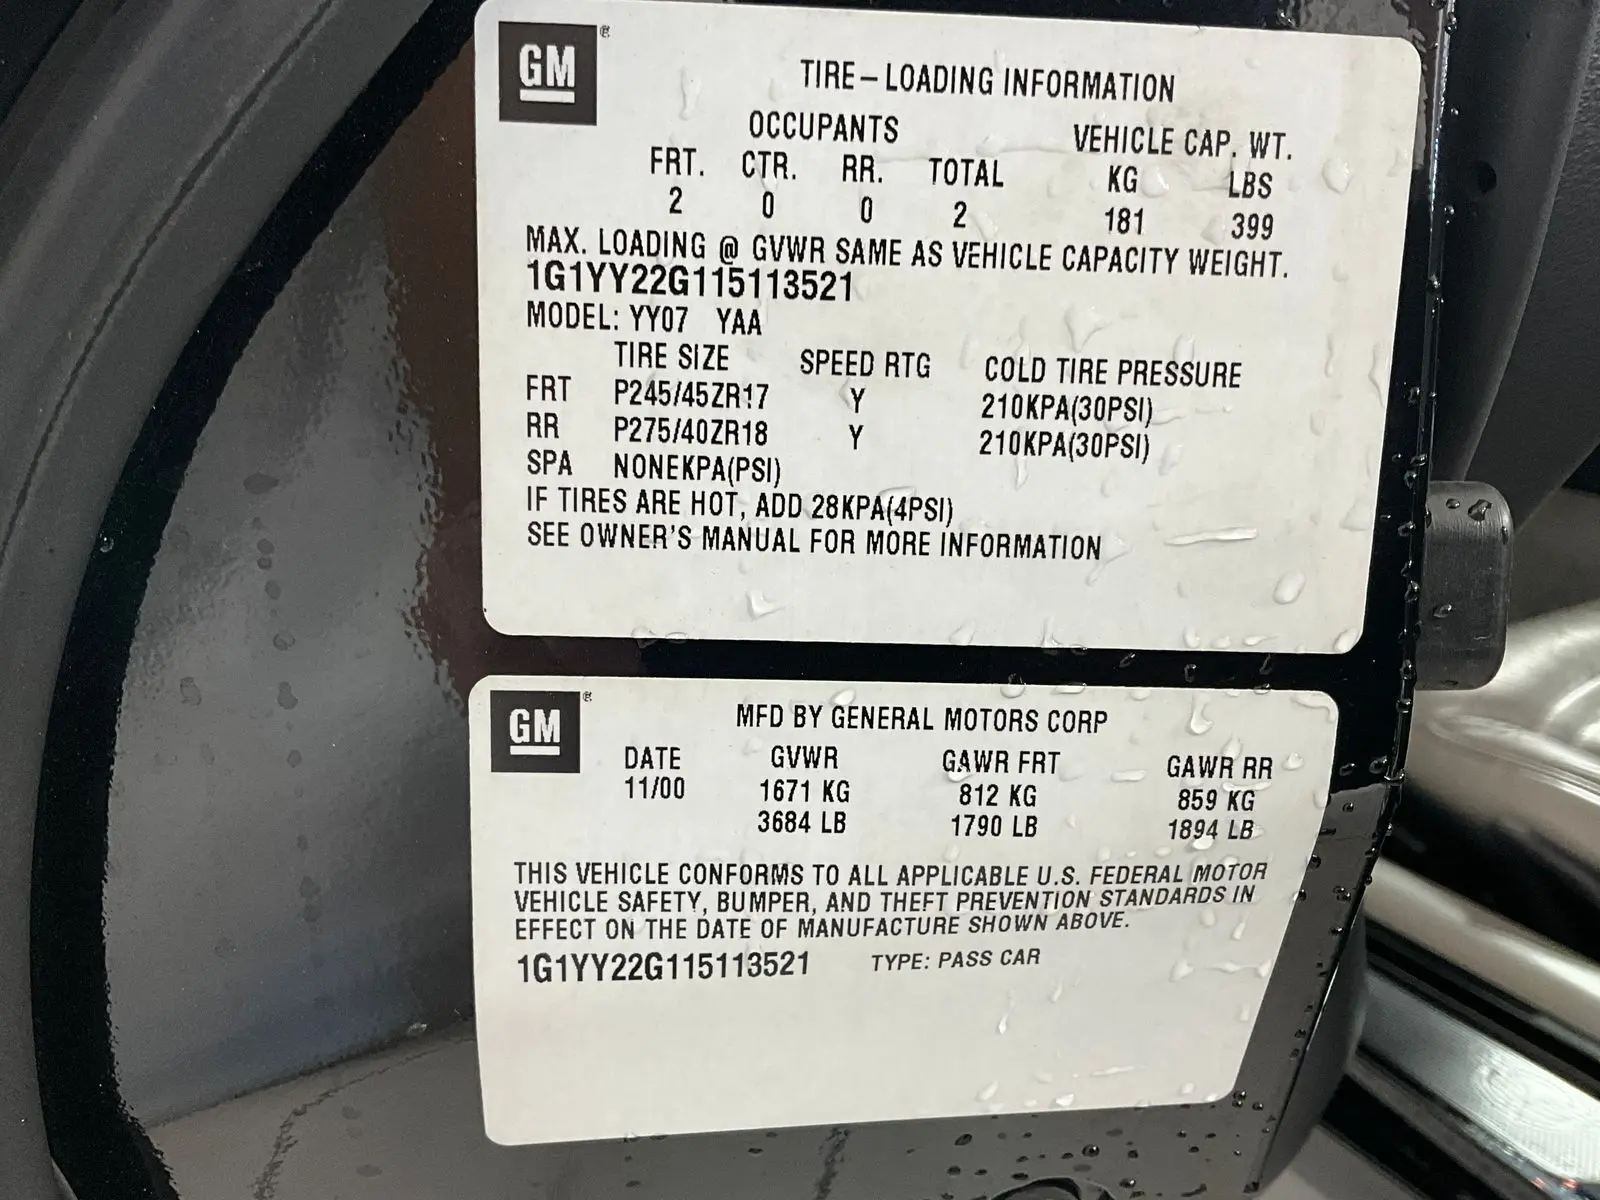 GM®
TIRE–LOADING INFORMATION
OCCUPANTS VEHICLE CAP. WT.
FRT. CTR. RR. TOTAL KG LBS
2 0 0 2 181 399
MAX. LOADING @ GVWR SAME AS VEHICLE CAPACITY WEIGHT.
1G1YY22G115113521
MODEL: YY07 YAA
TIRE SIZE SPEED RTG COLD TIRE PRESSURE
FRT P245/45ZR17 Y 210KPA(30PSI)
RR P275/40ZR18 Y 210KPA(30PSI)
SPA NONEKPA(PSI)
IF TIRES ARE HOT, ADD 28KPA(4PSI)
SEE OWNER'S MANUAL FOR MORE INFORMATION
GM®
MFD BY GENERAL MOTORS CORP
DATE GVWR GAWR FRT GAWR RR
11/00 1671 KG 812 KG 859 KG
3684 LB 1790 LB 1894 LB
THIS VEHICLE CONFORMS TO ALL APPLICABLE U.S. FEDERAL MOTOR
VEHICLE SAFETY, BUMPER, AND THEFT PREVENTION STANDARDS IN
EFFECT ON THE DATE OF MANUFACTURE SHOWN ABOVE.
1G1YY22G115113521 TYPE: PASS CAR